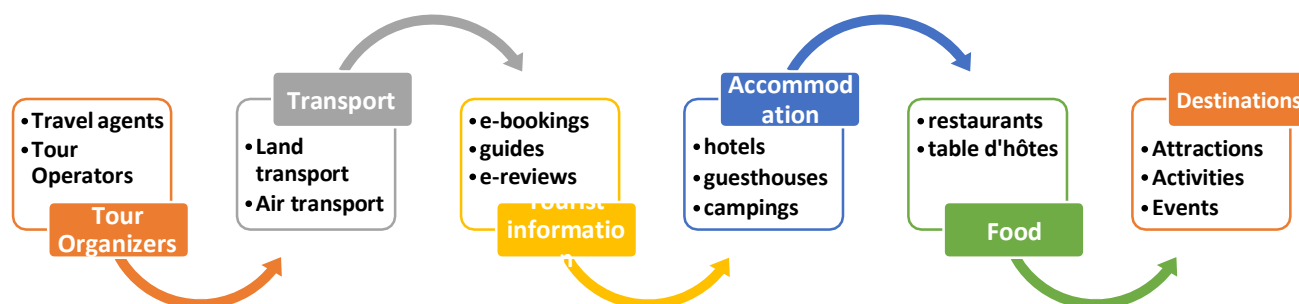 • Travel agents
• Tour
Operators
Tour
Organizers
Transport
• Land
transport
• Air transport
• e-bookings
• guides
• e-reviews
Tourist
informatio
n
Accommod
ation
• hotels
• guesthouses
• campings
• restaurants
• table d'hôtes
Food
Destinations
• Attractions
• Activities
• Events